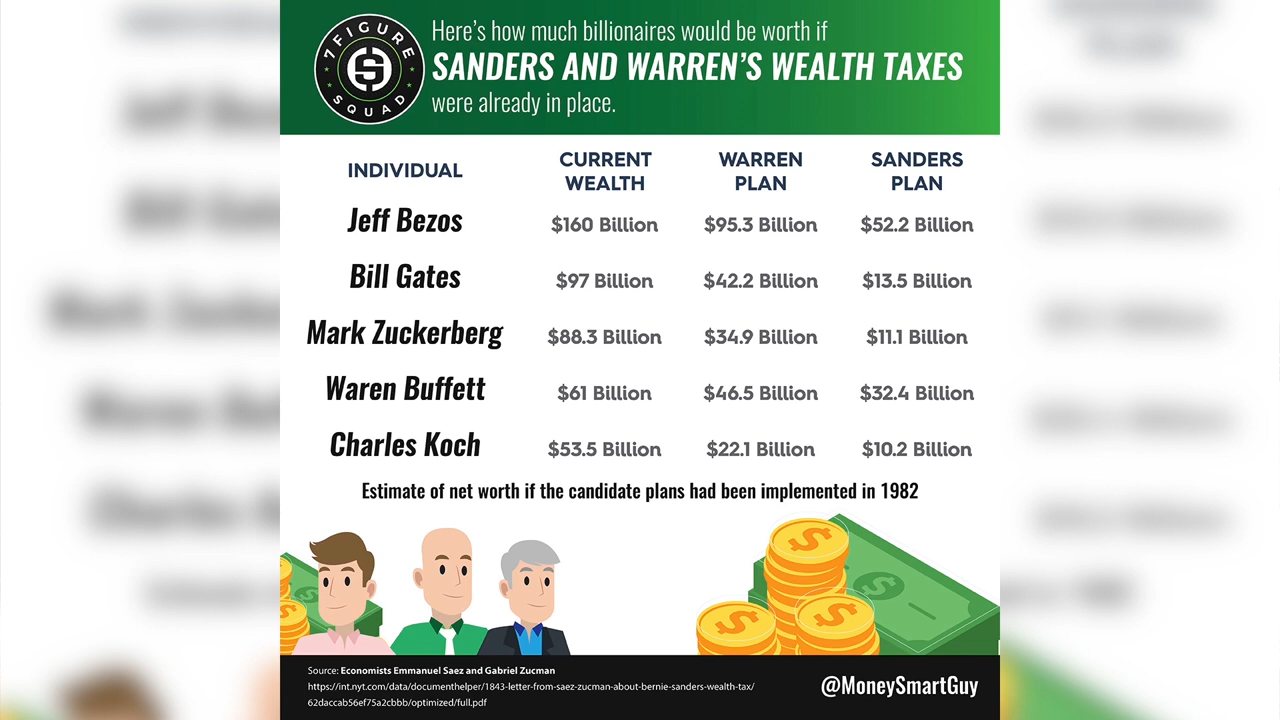 7FIGURE
SQUAD
Here's how much billionaires would be worth if
SANDERS AND WARREN'S WEALTH TAXES
were already in place.
INDIVIDUAL CURRENT WEALTH WARREN PLAN SANDERS PLAN
Jeff Bezos $160 Billion $95.3 Billion $52.2 Billion
Bill Gates $97 Billion $42.2 Billion $13.5 Billion
Mark Zuckerberg $88.3 Billion $34.9 Billion $11.1 Billion
Waren Buffett $61 Billion $46.5 Billion $32.4 Billion
Charles Koch $53.5 Billion $22.1 Billion $10.2 Billion
Estimate of net worth if the candidate plans had been implemented in 1982
Source: Economists Emmanuel Saez and Gabriel Zucman
https://int.nyt.com/data/documenthelper/1843-letter-from-saez-zucman-about-bernie-sanders-wealth-tax/
62daccab56ef75a2cbbb/optimized/full.pdf
@MoneySmartGuy